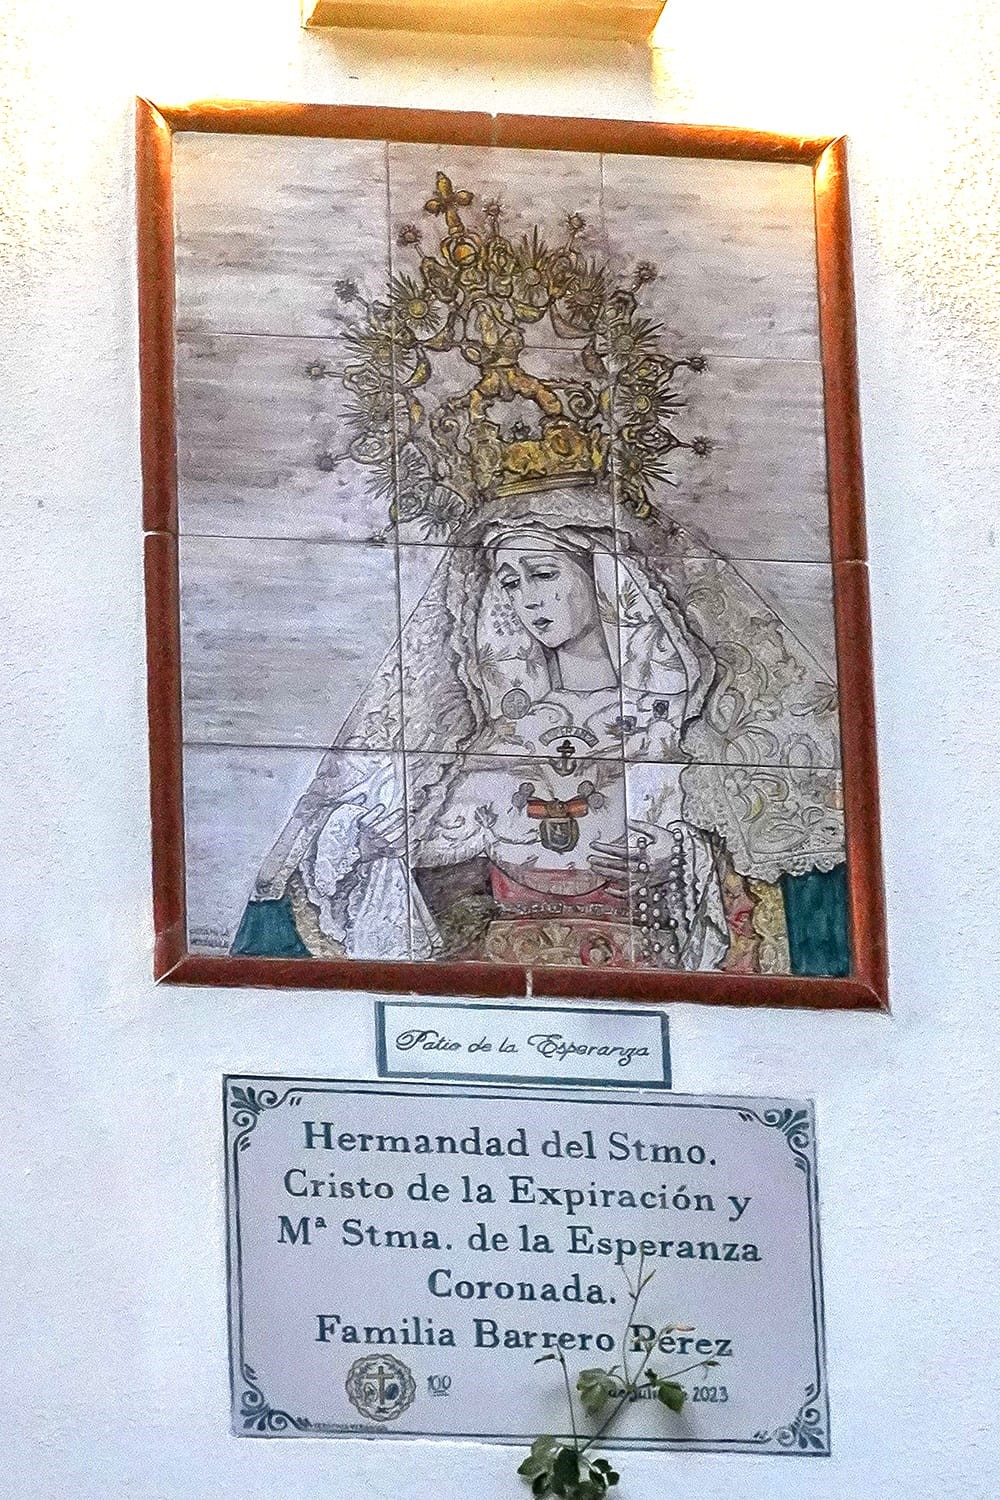 ESPERANZA
Patio de la Esperanza
Hermandad del Stmo.
Cristo de la Expiración y
Mª Stma. de la Esperanza
Coronada.
Familia Barrero Pérez
100
2023